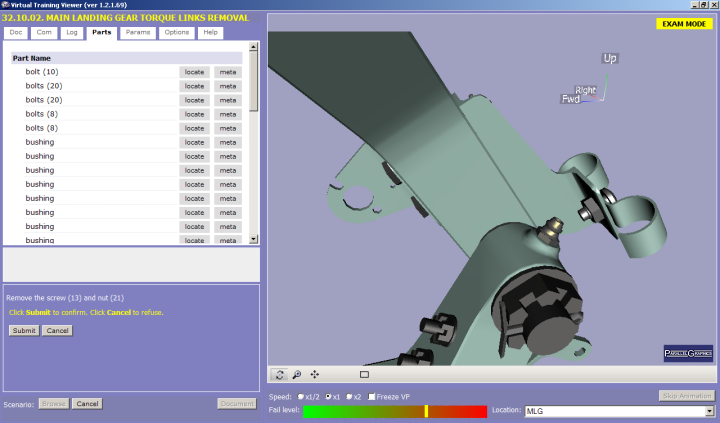 Virtual Training Viewer (ver 1.2.1.69)
32.10.02. MAIN LANDING GEAR TORQUE LINKS REMOVAL
Doc Com Log Parts Params Options Help
EXAM MODE
Part Name
bolt (10) locate meta
bolts (20) locate meta
bolts (20) locate meta
bolts (8) locate meta
bolts (8) locate meta
bushing locate meta
bushing locate meta
bushing locate meta
bushing locate meta
bushing locate meta
bushing locate meta
bushing locate meta
bushing locate meta
Up
Right
Fwd
Remove the screw (13) and nut (21)
Click Submit to confirm. Click Cancel to refuse.
Submit Cancel
PARALLELGRAPHICS
Scenario: Browse Cancel Document
Speed: x1/2 x1 x2 Freeze VP Skip Animation
Fail level: Location: MLG